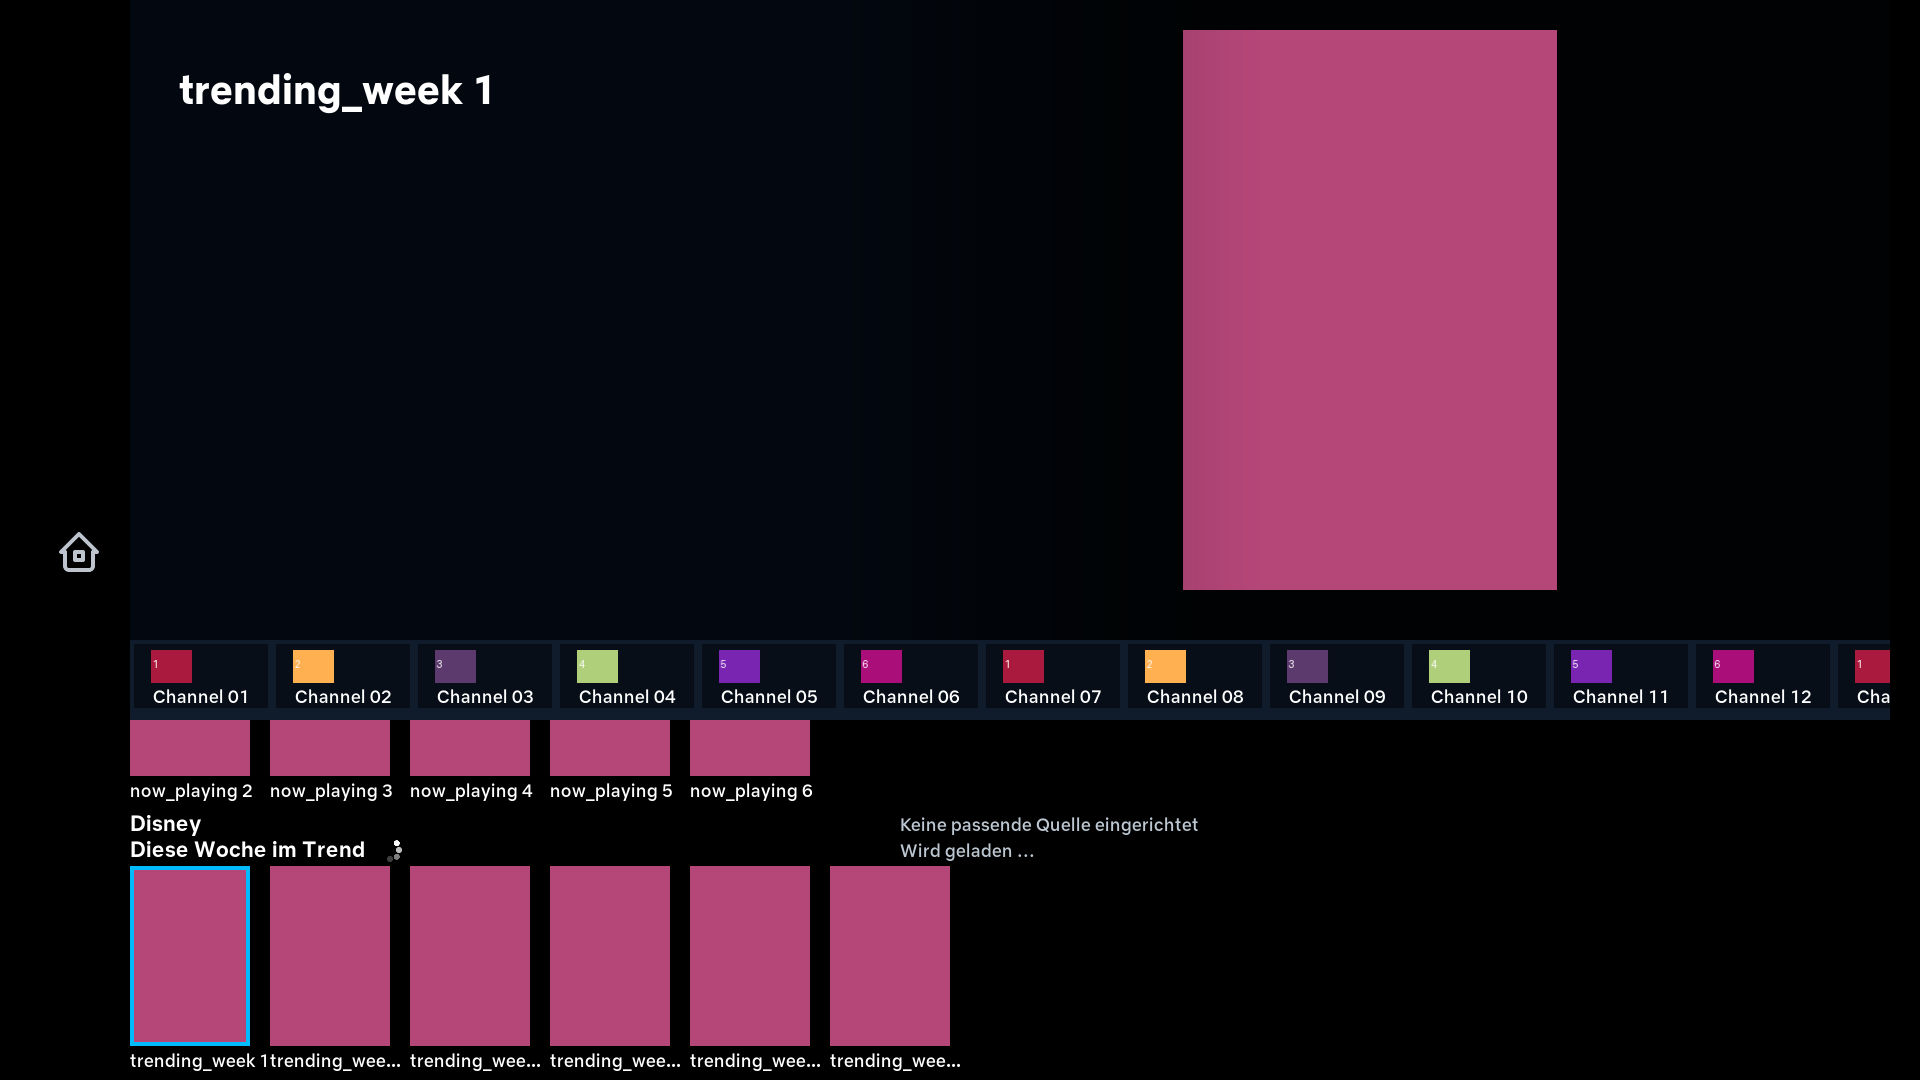 trending_week 1
1 2 3 4 5 6 1 2 3 4 5 6 1
Channel 01 Channel 02 Channel 03 Channel 04 Channel 05 Channel 06 Channel 07 Channel 08 Channel 09 Channel 10 Channel 11 Channel 12 Cha
now_playing 2 now_playing 3 now_playing 4 now_playing 5 now_playing 6
Disney Keine passende Quelle eingerichtet
Diese Woche im Trend Wird geladen …
trending_week 1 trending_wee... trending_wee... trending_wee... trending_wee... trending_wee...